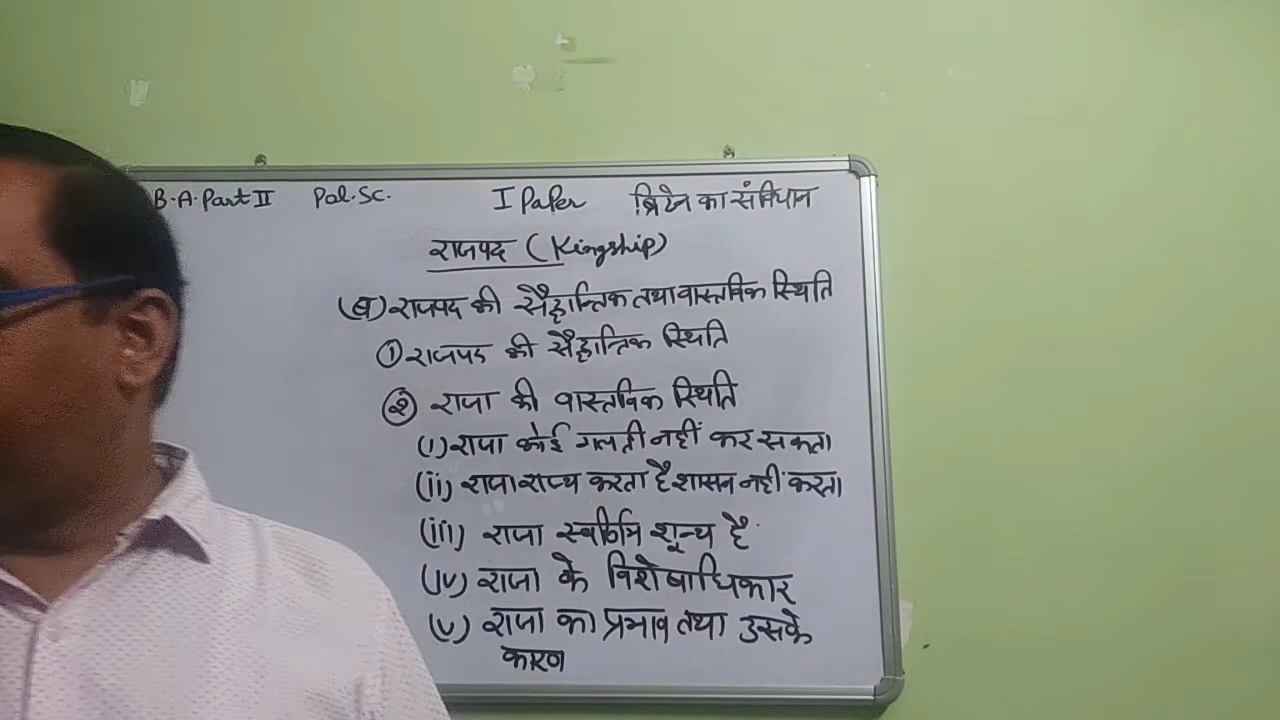 B.A. Part II Pol. Sc. I Paper ब्रिटेन का संविधान
राजपद (Kingship)
(ब) राजपद की सैद्धान्तिक तथा वास्तविक स्थिति
① राजपद की सैद्धान्तिक स्थिति
② राजा की वास्तविक स्थिति
(i) राजा कोई गलती नहीं कर सकता
(ii) राजा राज्य करता है शासन नहीं करता
(iii) राजा स्वर्णिम शून्य है
(iv) राजा के विशेषाधिकार
(v) राजा का प्रभाव तथा उसके
कारण